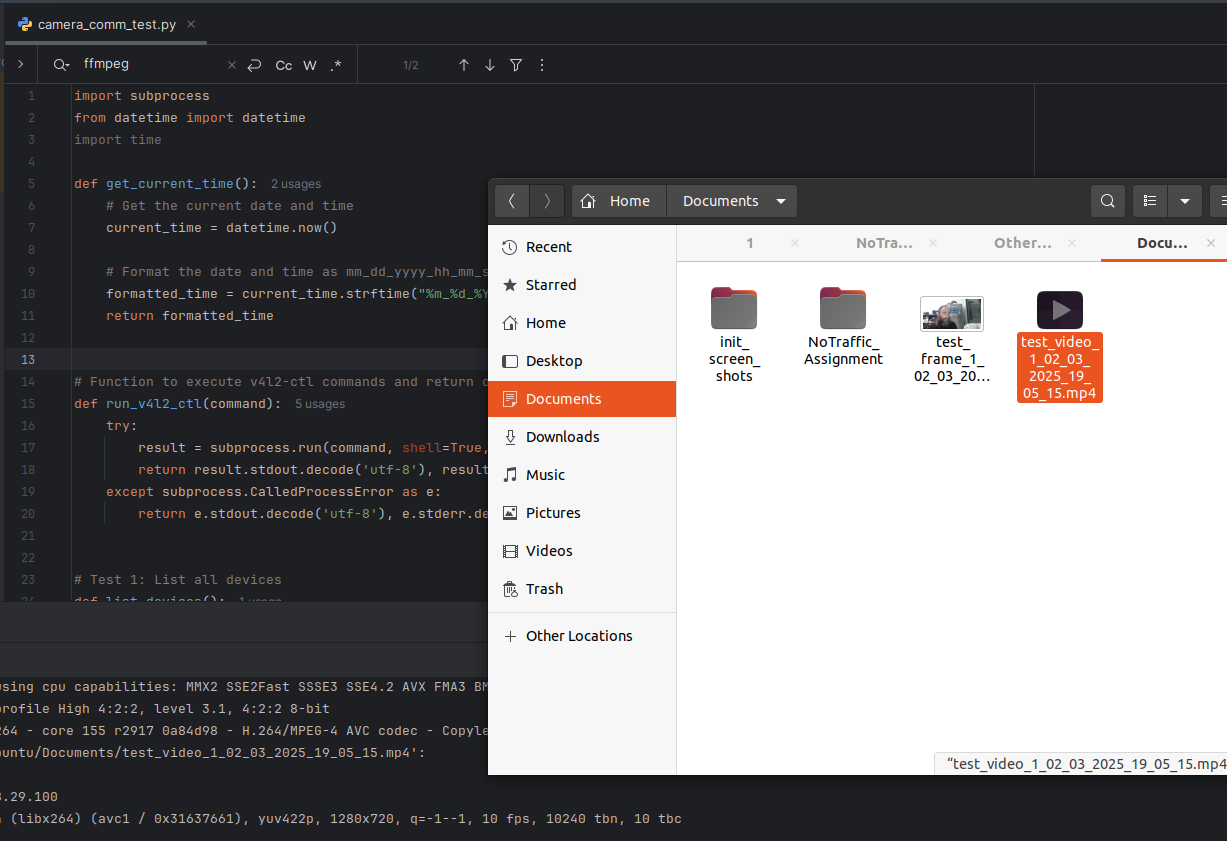 camera_comm_test.py
ffmpeg
Cc W .*
1/2
1 import subprocess
2 from datetime import datetime
3 import time
4
5 def get_current_time(): 2 usages
6 # Get the current date and time
7 current_time = datetime.now()
8
9 # Format the date and time as mm_dd_yyyy_hh_mm_s
10 formatted_time = current_time.strftime("%m_%d_%Y
11 return formatted_time
12
13
14 # Function to execute v4l2-ctl commands and return o
15 def run_v4l2_ctl(command): 5 usages
16 try:
17 result = subprocess.run(command, shell=True,
18 return result.stdout.decode('utf-8'), result
19 except subprocess.CalledProcessError as e:
20 return e.stdout.decode('utf-8'), e.stderr.de
21
22
23 # Test 1: List all devices
24 def list_devices(): 1 usage
Home
Documents
1
NoTra...
Other...
Docu...
Recent
Starred
Home
Desktop
Documents
Downloads
Music
Pictures
Videos
Trash
Other Locations
init_
screen_
shots
NoTraffic_
Assignment
test_
frame_1_
02_03_20...
test_video_
1_02_03_
2025_19_
05_15.mp4
"test_video_1_02_03_2025_19_05_15.mp4
using cpu capabilities: MMX2 SSE2Fast SSSE3 SSE4.2 AVX FMA3 BM
profile High 4:2:2, level 3.1, 4:2:2 8-bit
264 - core 155 r2917 0a84d98 - H.264/MPEG-4 AVC codec - Copyle
untu/Documents/test_video_1_02_03_2025_19_05_15.mp4':
.29.100
(libx264) (avc1 / 0x31637661), yuv422p, 1280x720, q=-1--1, 10 fps, 10240 tbn, 10 tbc